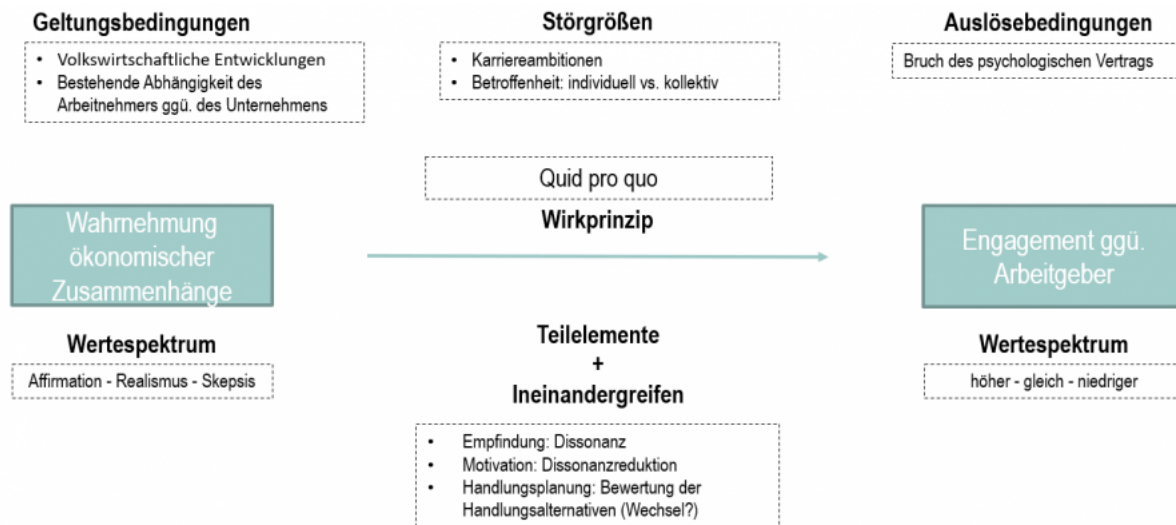 Geltungsbedingungen
• Volkswirtschaftliche Entwicklungen
• Bestehende Abhängigkeit des
Arbeitnehmers ggü. des Unternehmens
Störgrößen
• Karriereambitionen
• Betroffenheit: individuell vs. kollektiv
Auslösebedingungen
Bruch des psychologischen Vertrags
Quid pro quo
Wirkprinzip
Wahrnehmung
ökonomischer
Zusammenhänge
Engagement ggü.
Arbeitgeber
Wertespektrum
Affirmation - Realismus - Skepsis
Teilelemente
+
Ineinandergreifen
• Empfindung: Dissonanz
• Motivation: Dissonanzreduktion
• Handlungsplanung: Bewertung der
Handlungsalternativen (Wechsel?)
Wertespektrum
höher - gleich - niedriger